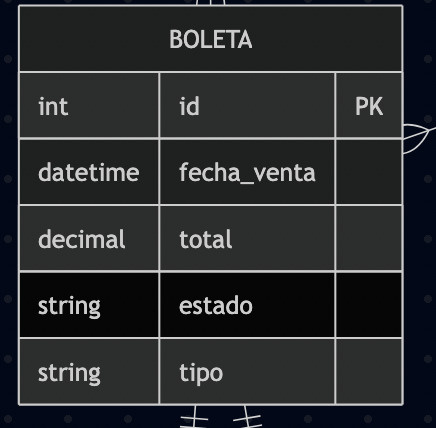 BOLETA
int id PK
datetime fecha_venta
decimal total
string estado
string tipo